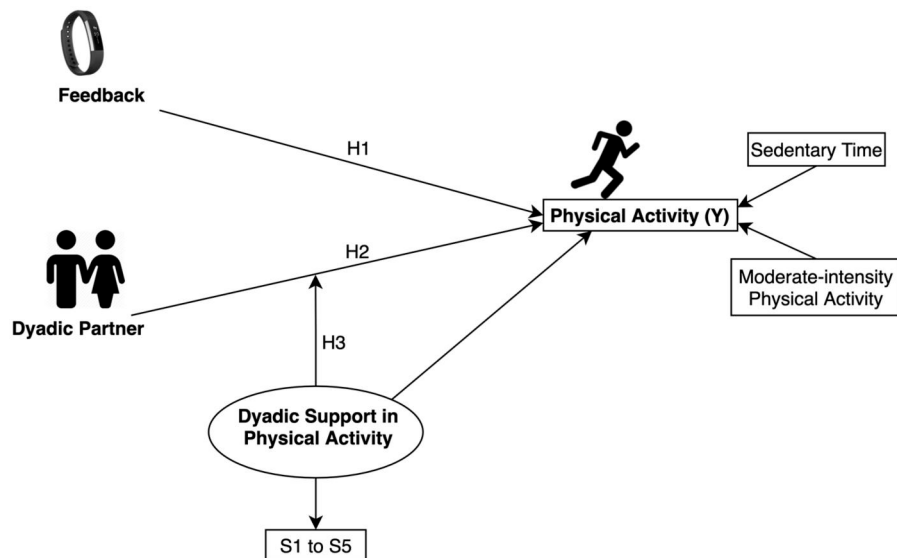 Feedback
H1
Sedentary Time
Physical Activity (Y)
H2
Moderate-intensity
Physical Activity
Dyadic Partner
H3
Dyadic Support in
Physical Activity
S1 to S5